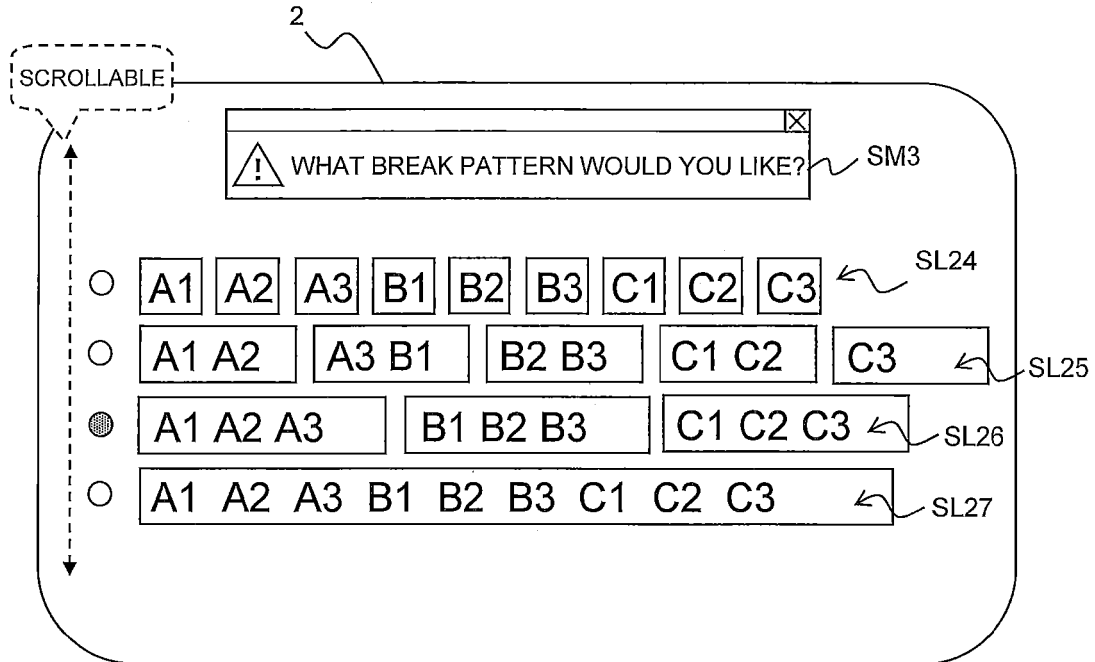 2
SCROLLABLE
! WHAT BREAK PATTERN WOULD YOU LIKE?
SM3
A1 A2 A3 B1 B2 B3 C1 C2 C3
SL24
A1 A2 A3 B1 B2 B3 C1 C2 C3
SL25
A1 A2 A3 B1 B2 B3 C1 C2 C3
SL26
A1 A2 A3 B1 B2 B3 C1 C2 C3
SL27